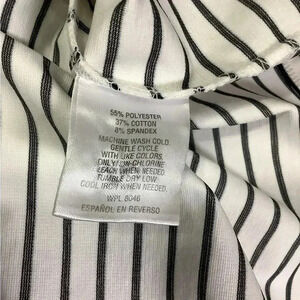 55% POLYESTER
37% COTTON
8% SPANDEX
MACHINE WASH COLD.
GENTLE CYCLE
WITH LIKE COLORS.
ONLY NON-CHLORINE
BLEACH WHEN NEEDED.
TUMBLE DRY LOW.
COOL IRON WHEN NEEDED.
WPL 8046
ESPAÑOL EN REVERSO